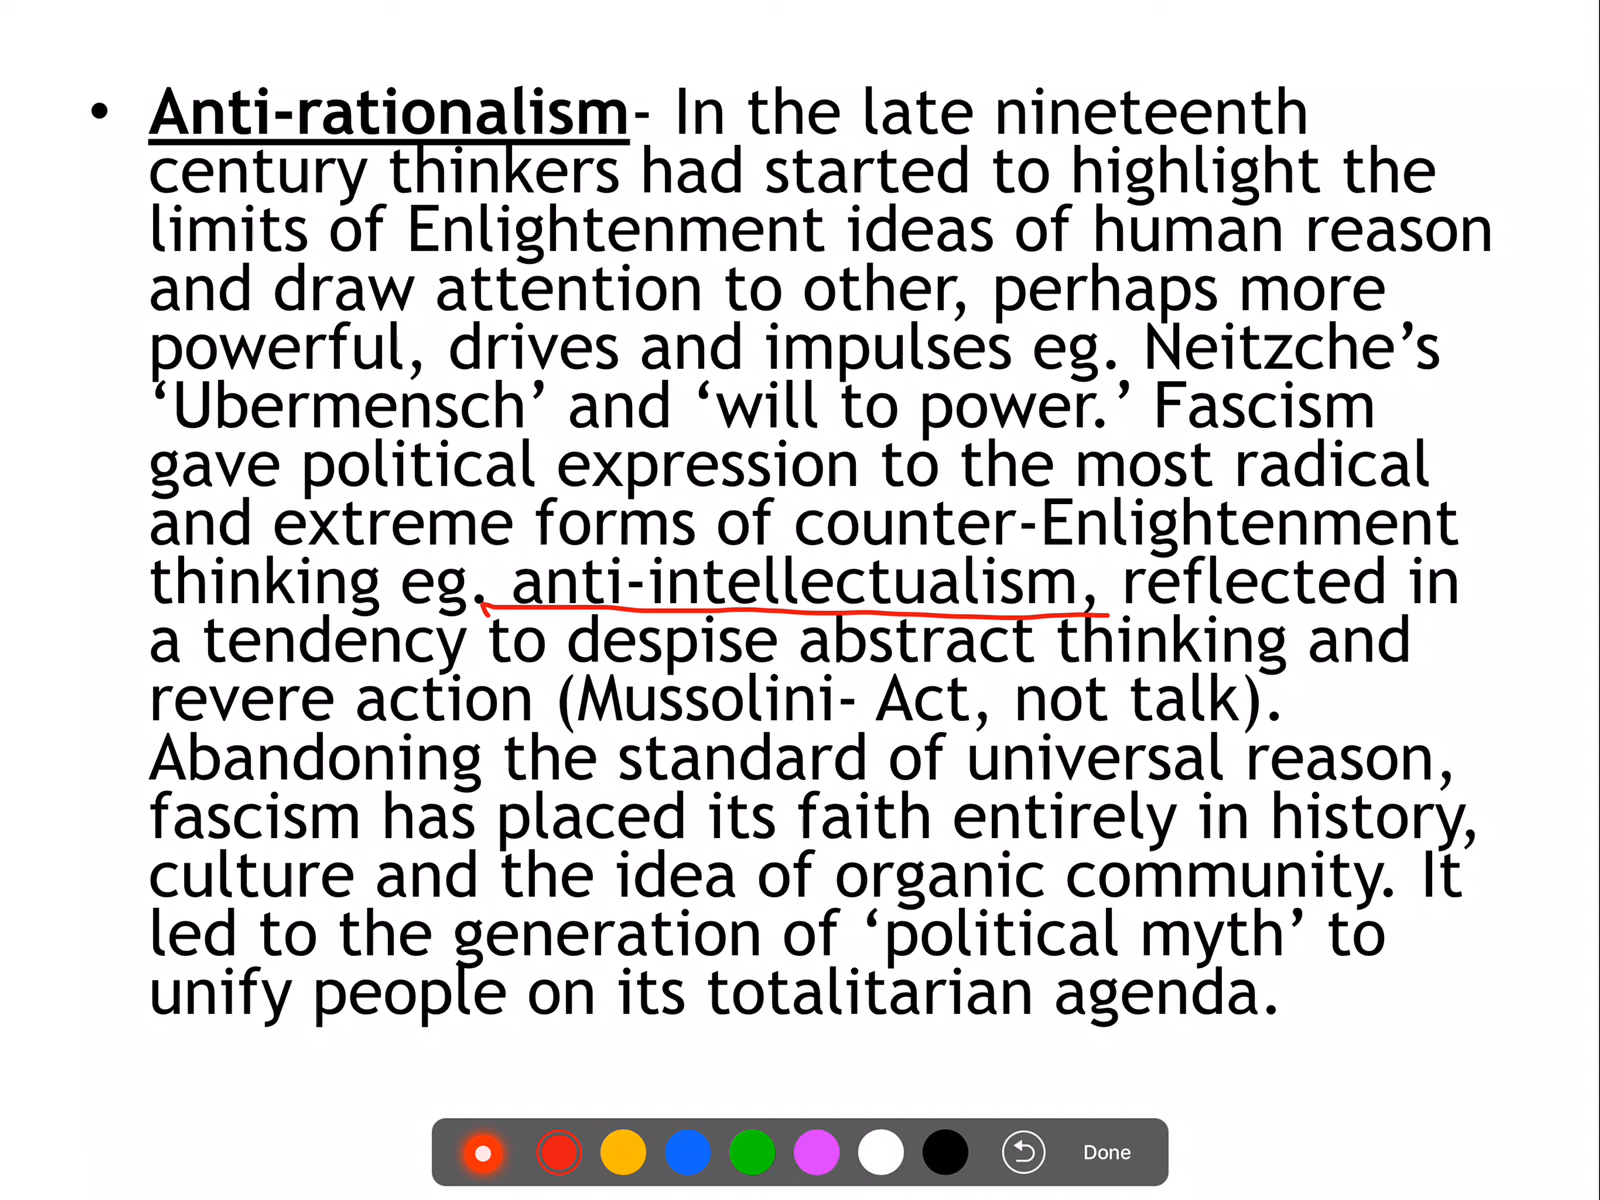 • Anti-rationalism- In the late nineteenth
century thinkers had started to highlight the
limits of Enlightenment ideas of human reason
and draw attention to other, perhaps more
powerful, drives and impulses eg. Neitzche’s
‘Ubermensch’ and ‘will to power.’ Fascism
gave political expression to the most radical
and extreme forms of counter-Enlightenment
thinking eg. anti-intellectualism, reflected in
a tendency to despise abstract thinking and
revere action (Mussolini- Act, not talk).
Abandoning the standard of universal reason,
fascism has placed its faith entirely in history,
culture and the idea of organic community. It
led to the generation of ‘political myth’ to
unify people on its totalitarian agenda.
Done